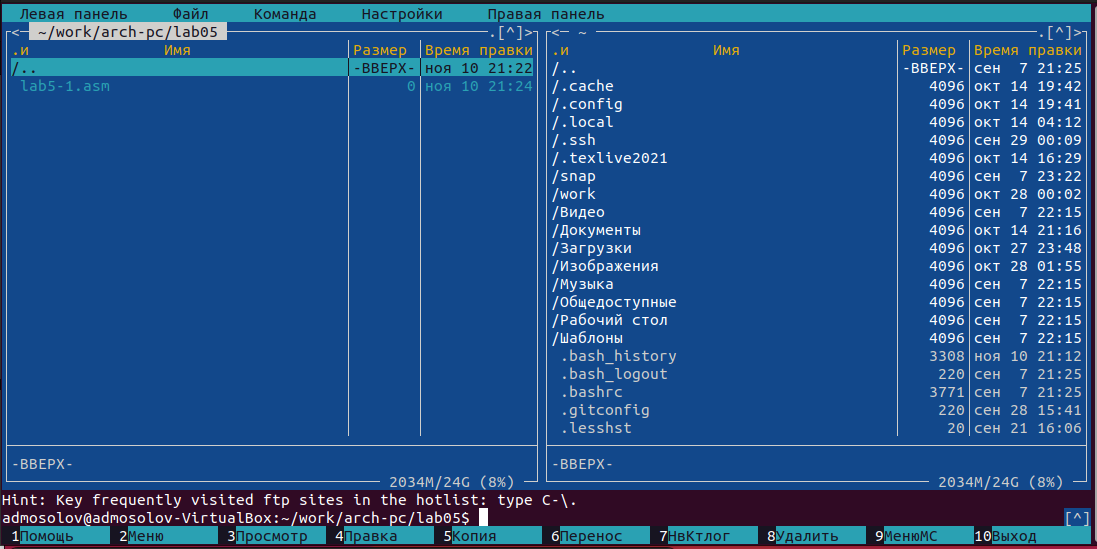 Левая панель Файл Команда Настройки Правая панель
<- ~/work/arch-pc/lab05 .[^]> <- ~ .[^]>
.и Имя Размер Время правки .и Имя Размер Время правки
/.. -ВВЕРХ- ноя 10 21:22 /.. -ВВЕРХ- сен 7 21:25
lab5-1.asm 0 ноя 10 21:24 /.cache 4096 окт 14 19:42
/.config 4096 окт 14 19:41
/.local 4096 окт 14 04:12
/.ssh 4096 сен 29 00:09
/.texlive2021 4096 окт 14 16:29
/snap 4096 сен 7 23:22
/work 4096 окт 28 00:02
/Видео 4096 сен 7 22:15
/Документы 4096 окт 14 21:16
/Загрузки 4096 окт 27 23:48
/Изображения 4096 окт 28 01:55
/Музыка 4096 сен 7 22:15
/Общедоступные 4096 сен 7 22:15
/Рабочий стол 4096 сен 7 22:15
/Шаблоны 4096 сен 7 22:15
.bash_history 3308 ноя 10 21:12
.bash_logout 220 сен 7 21:25
.bashrc 3771 сен 7 21:25
.gitconfig 220 сен 28 15:41
.lesshst 20 сен 21 16:06
-ВВЕРХ- -ВВЕРХ-
2034M/24G (8%) 2034M/24G (8%)
Hint: Key frequently visited ftp sites in the hotlist: type C-\.
admosolov@admosolov-VirtualBox:~/work/arch-pc/lab05$ [^]
1Помощь 2Меню 3Просмотр 4Правка 5Копия 6Перенос 7НвКтлог 8Удалить 9МенюMC 10Выход